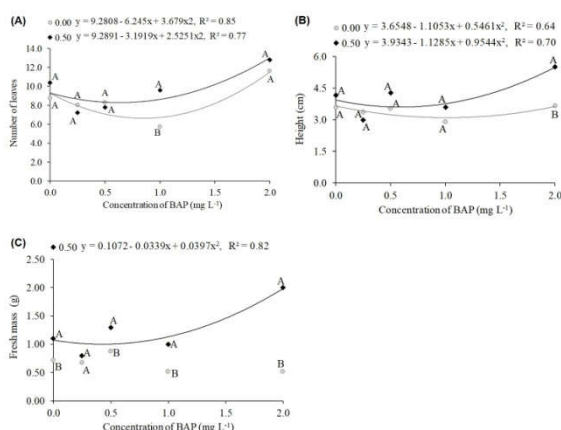 (A)
0.00 y = 9.2808 - 6.245x + 3.679x2, R² = 0.85
0.50 y = 9.2891 - 3.1919x + 2.5251x2, R² = 0.77
14.0
12.0
10.0
8.0
6.0
4.0
2.0
0.0
Number of leaves
A
A
A
A
A
A
A
B
A
A
0.0 0.5 1.0 2.0
Concentration of BAP (mg L⁻¹)
(B)
0.00 y = 3.6548 - 1.1053x + 0.5461x², R² = 0.64
0.50 y = 3.9343 - 1.1285x + 0.9544x², R² = 0.70
7.5
6.0
4.5
3.0
1.5
0.0
Height (cm)
A
A
A
A
A
A
A
A
A
B
0.0 0.5 1.0 2.0
Concentration of BAP (mg L⁻¹)
(C)
0.50 y = 0.1072 - 0.0339x + 0.0397x², R² = 0.82
2.50
2.00
1.50
1.00
0.50
0.00
Fresh mass (g)
A
B
A
A
A
B
A
B
A
B
0.0 0.5 1.0 2.0
Concentration of BAP (mg L⁻¹)